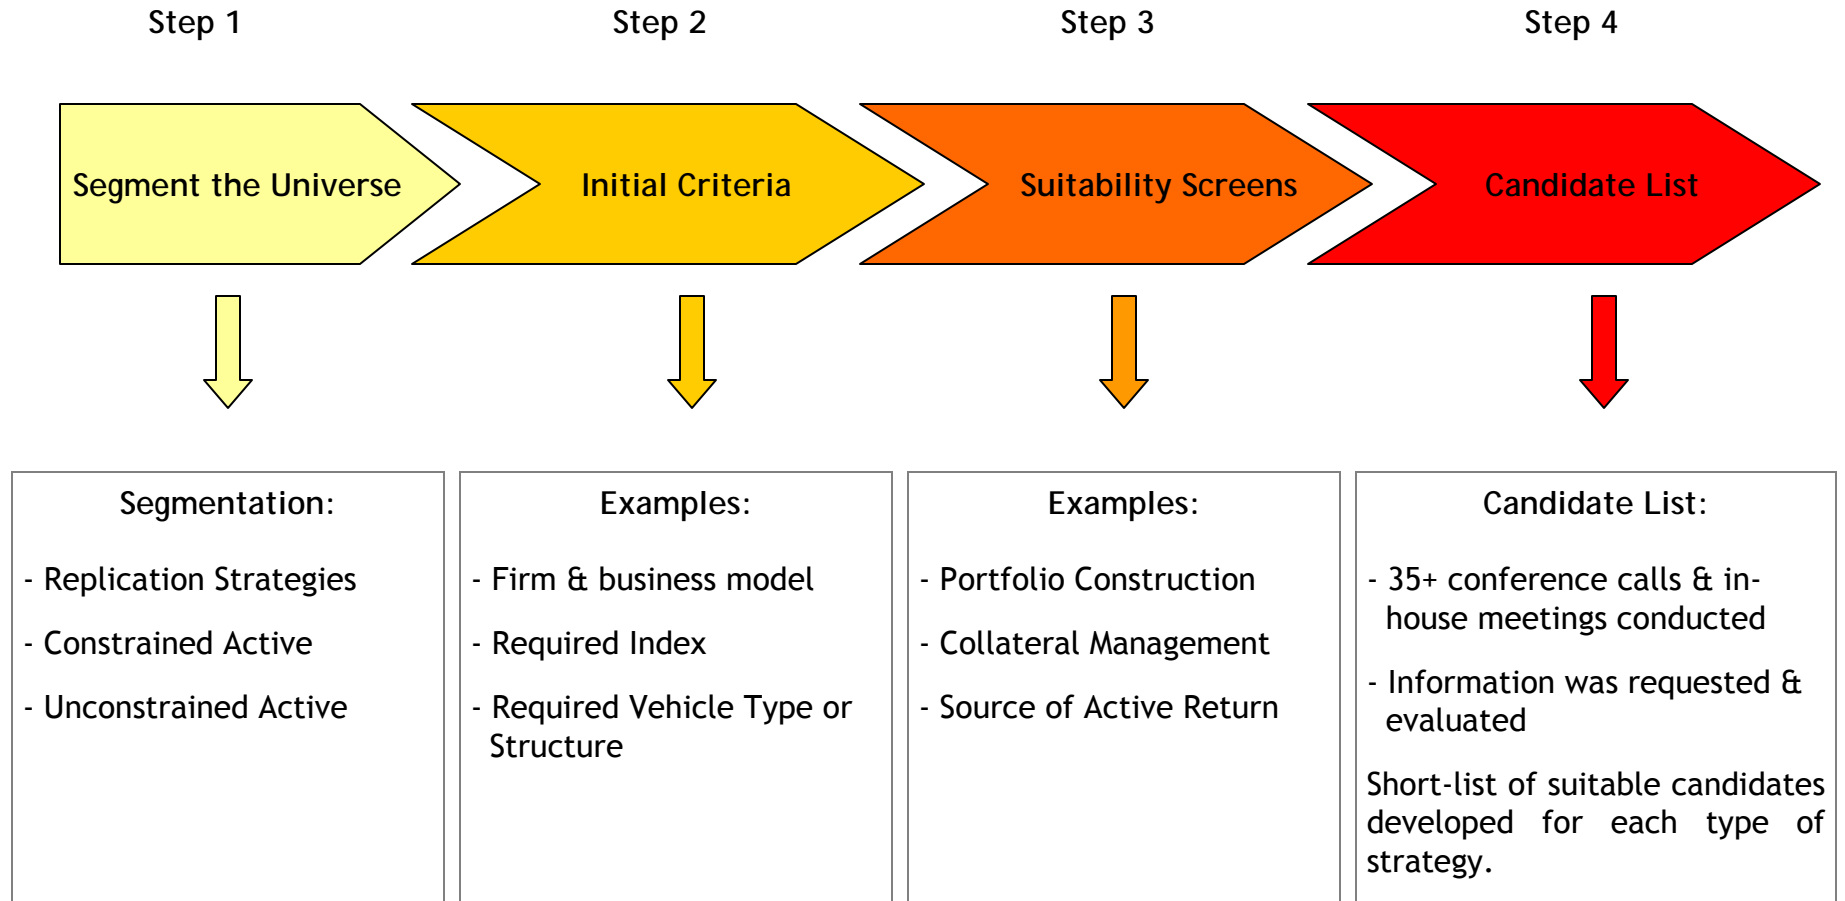 Step 1
Step 2
Step 3
Step 4
Segment the Universe
Initial Criteria
Suitability Screens
Candidate List
Segmentation:
- Replication Strategies
- Constrained Active
- Unconstrained Active
Examples:
- Firm & business model
- Required Index
- Required Vehicle Type or
Structure
Examples:
- Portfolio Construction
- Collateral Management
- Source of Active Return
Candidate List:
- 35+ conference calls & in-
house meetings conducted
- Information was requested &
evaluated
Short-list of suitable candidates
developed for each type of
strategy.